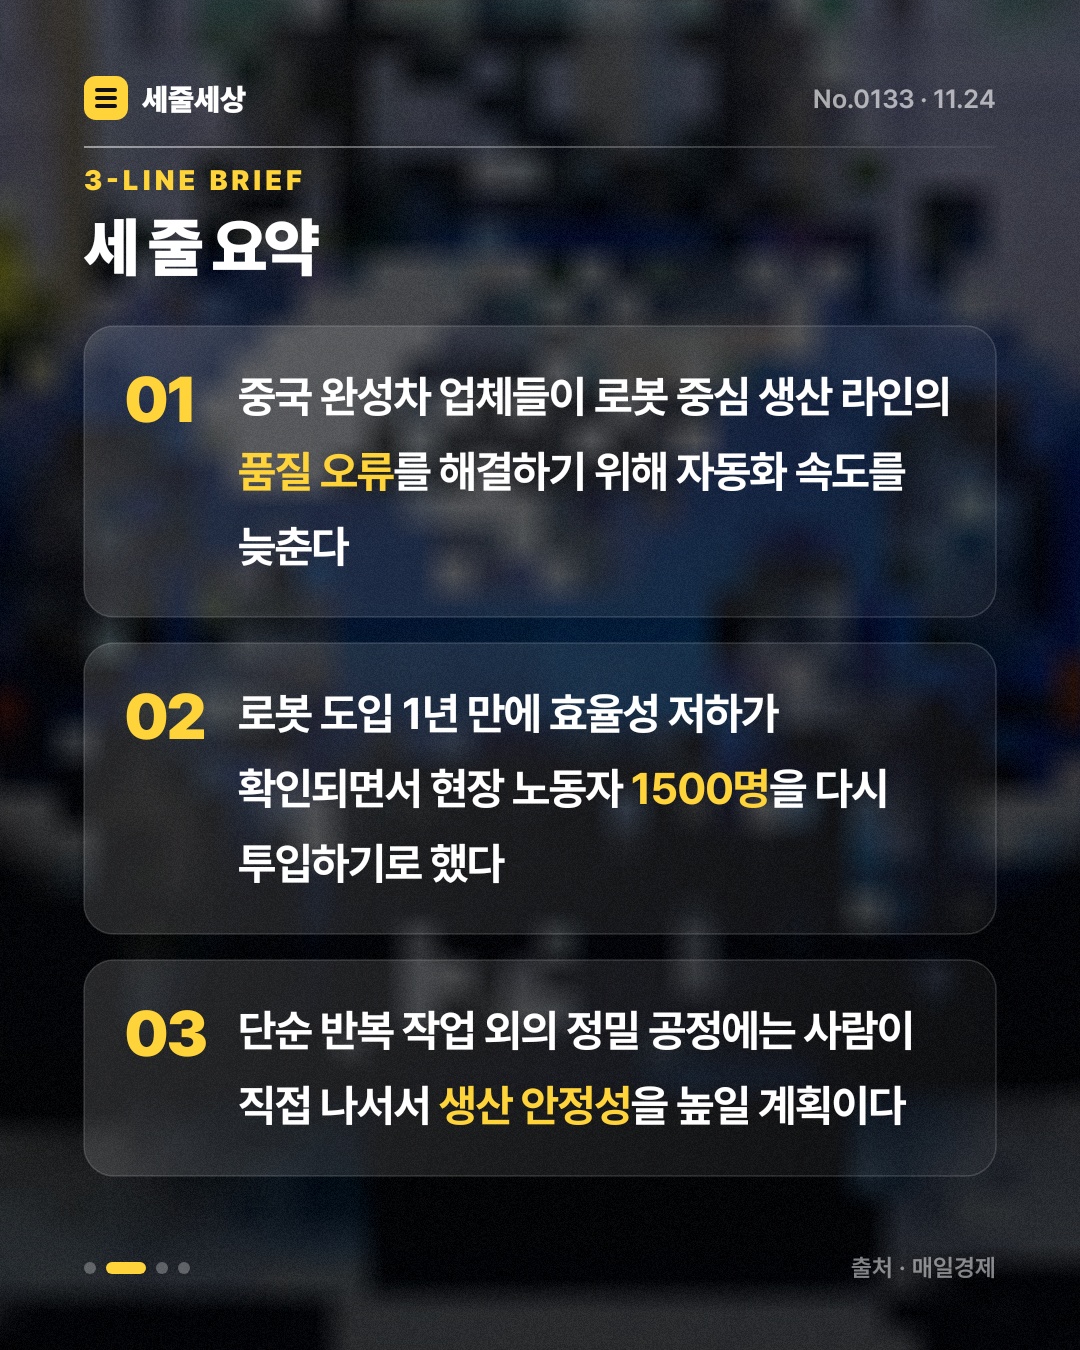 세줄세상
No.0133 · 11.24
3-LINE BRIEF
세 줄 요약
01
중국 완성차 업체들이 로봇 중심 생산 라인의
품질 오류를 해결하기 위해 자동화 속도를
늦춘다
02
로봇 도입 1년 만에 효율성 저하가
확인되면서 현장 노동자 1500명을 다시
투입하기로 했다
03
단순 반복 작업 외의 정밀 공정에는 사람이
직접 나서서 생산 안정성을 높일 계획이다
출처 · 매일경제